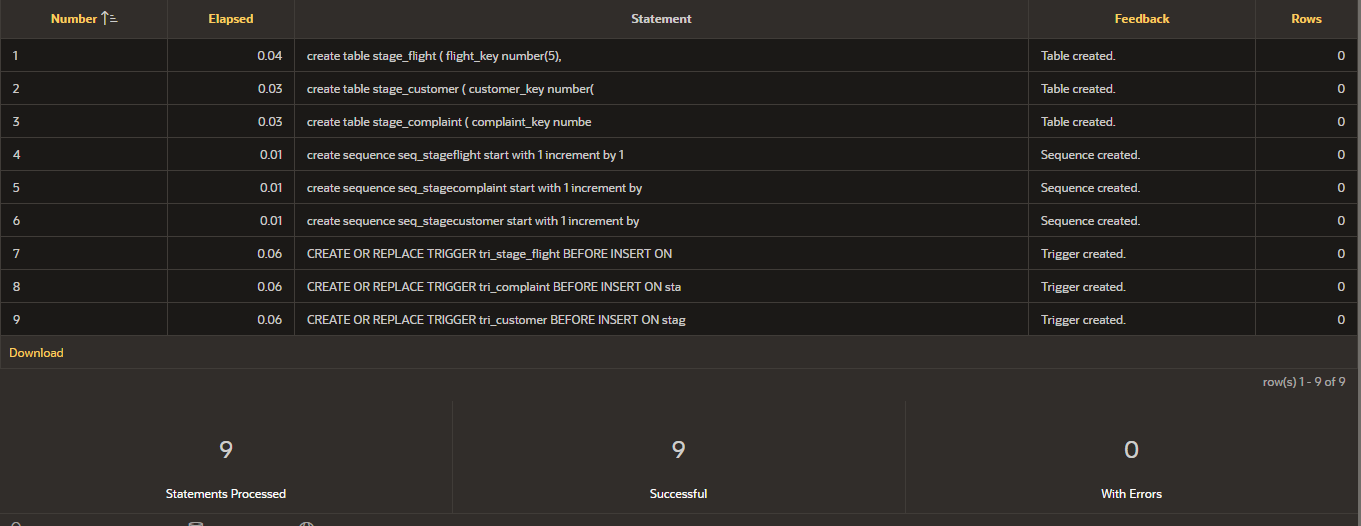 Number Elapsed Statement Feedback Rows
1 0.04 create table stage_flight ( flight_key number(5), Table created. 0
2 0.03 create table stage_customer ( customer_key number( Table created. 0
3 0.03 create table stage_complaint ( complaint_key numbe Table created. 0
4 0.01 create sequence seq_stageflight start with 1 increment by 1 Sequence created. 0
5 0.01 create sequence seq_stagecomplaint start with 1 increment by Sequence created. 0
6 0.01 create sequence seq_stagecustomer start with 1 increment by Sequence created. 0
7 0.06 CREATE OR REPLACE TRIGGER tri_stage_flight BEFORE INSERT ON Trigger created. 0
8 0.06 CREATE OR REPLACE TRIGGER tri_complaint BEFORE INSERT ON sta Trigger created. 0
9 0.06 CREATE OR REPLACE TRIGGER tri_customer BEFORE INSERT ON stag Trigger created. 0
Download
row(s) 1 - 9 of 9
9 9 0
Statements Processed Successful With Errors